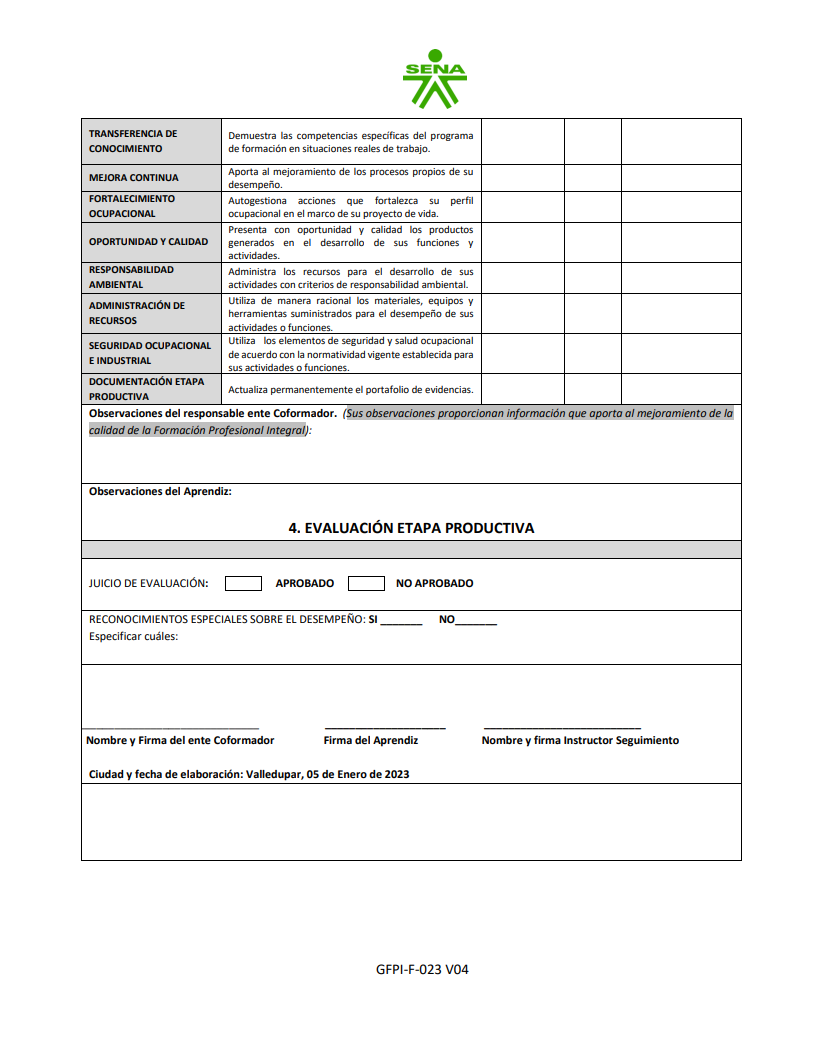 SENA
TRANSFERENCIA DE
CONOCIMIENTO
Demuestra las competencias específicas del programa
de formación en situaciones reales de trabajo.
MEJORA CONTINUA
Aporta al mejoramiento de los procesos propios de su
desempeño.
FORTALECIMIENTO
OCUPACIONAL
Autogestiona acciones que fortalezca su perfil
ocupacional en el marco de su proyecto de vida.
OPORTUNIDAD Y CALIDAD
Presenta con oportunidad y calidad los productos
generados en el desarrollo de sus funciones y
actividades.
RESPONSABILIDAD
AMBIENTAL
Administra los recursos para el desarrollo de sus
actividades con criterios de responsabilidad ambiental.
ADMINISTRACIÓN DE
RECURSOS
Utiliza de manera racional los materiales, equipos y
herramientas suministrados para el desempeño de sus
actividades o funciones.
SEGURIDAD OCUPACIONAL
E INDUSTRIAL
Utiliza los elementos de seguridad y salud ocupacional
de acuerdo con la normatividad vigente establecida para
sus actividades o funciones.
DOCUMENTACIÓN ETAPA
PRODUCTIVA
Actualiza permanentemente el portafolio de evidencias.
Observaciones del responsable ente Coformador. (Sus observaciones proporcionan información que aporta al mejoramiento de la
calidad de la Formación Profesional Integral):
Observaciones del Aprendiz:
4. EVALUACIÓN ETAPA PRODUCTIVA
JUICIO DE EVALUACIÓN: APROBADO NO APROBADO
RECONOCIMIENTOS ESPECIALES SOBRE EL DESEMPEÑO: SI _______ NO_______
Especificar cuáles:
Nombre y Firma del ente Coformador Firma del Aprendiz Nombre y firma Instructor Seguimiento
Ciudad y fecha de elaboración: Valledupar, 05 de Enero de 2023
GFPI-F-023 V04